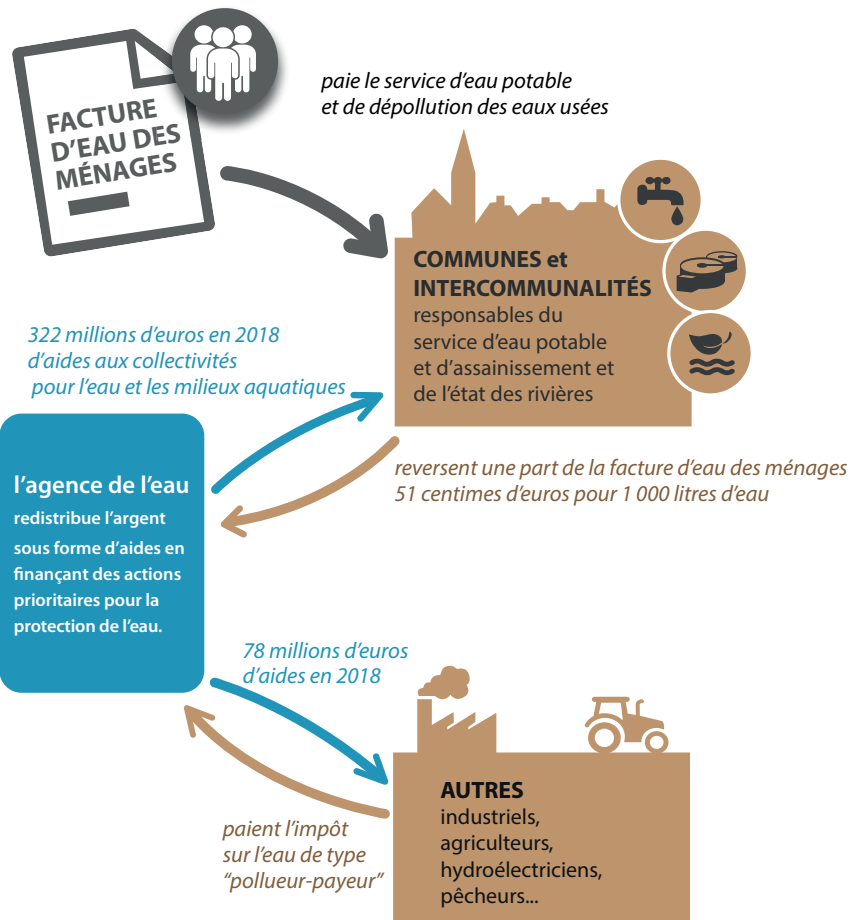 FACTURE
D'EAU DES
MÉNAGES
paie le service d'eau potable
et de dépollution des eaux usées
COMMUNES et
INTERCOMMUNALITÉS
responsables du
service d'eau potable
et d'assainissement et
de l'état des rivières
322 millions d'euros en 2018
d'aides aux collectivités
pour l'eau et les milieux aquatiques
reversent une part de la facture d'eau des ménages
51 centimes d'euros pour 1 000 litres d'eau
l'agence de l'eau
redistribue l'argent
sous forme d'aides en
finançant des actions
prioritaires pour la
protection de l'eau.
78 millions d'euros
d'aides en 2018
paient l'impôt
sur l'eau de type
“pollueur-payeur”
AUTRES
industriels,
agriculteurs,
hydroélectriciens,
pêcheurs...